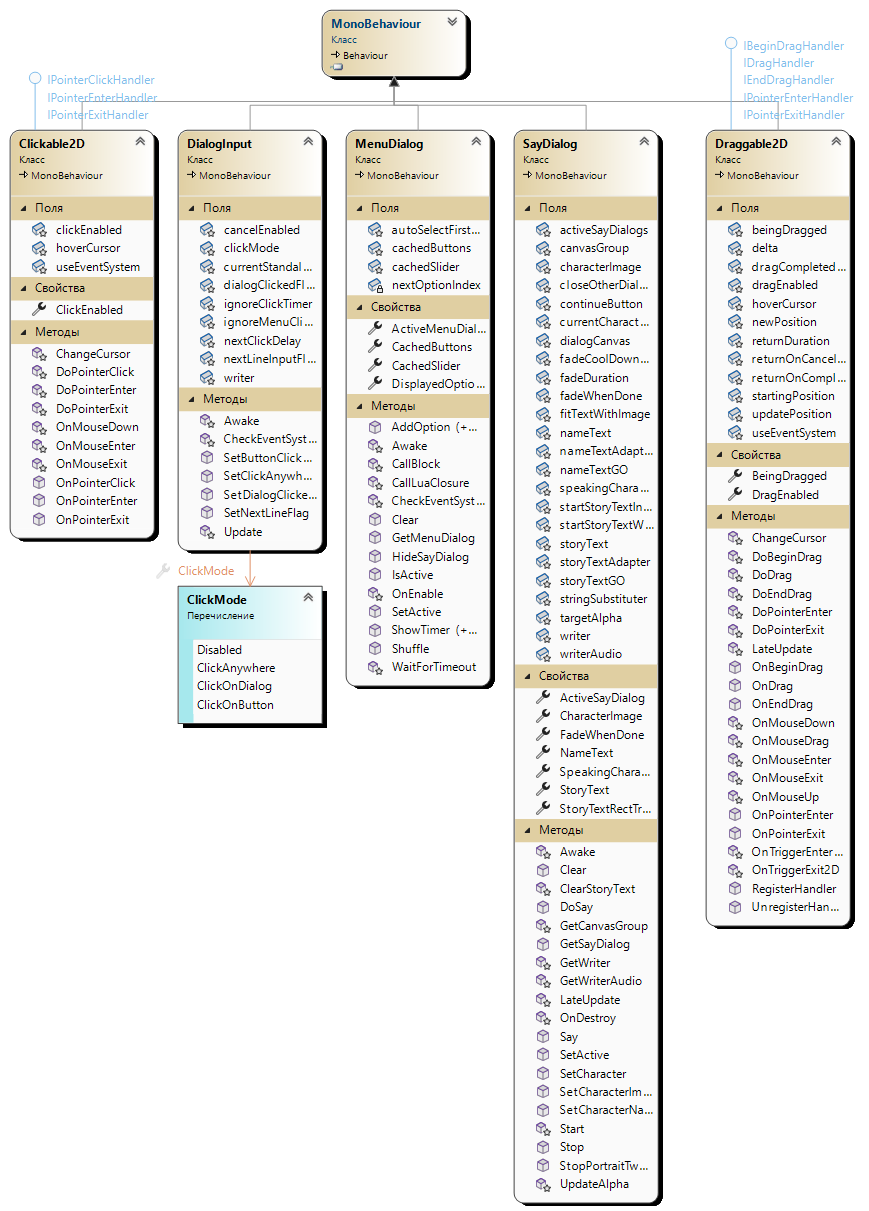 MonoBehaviour
Класс
Behaviour
IPointerClickHandler
IPointerEnterHandler
IPointerExitHandler
IBeginDragHandler
IDragHandler
IEndDragHandler
IPointerEnterHandler
IPointerExitHandler
Clickable2D
Класс
MonoBehaviour
Поля
clickEnabled
hoverCursor
useEventSystem
Свойства
ClickEnabled
Методы
ChangeCursor
DoPointerClick
DoPointerEnter
DoPointerExit
OnMouseDown
OnMouseEnter
OnMouseExit
OnPointerClick
OnPointerEnter
OnPointerExit
DialogInput
Класс
MonoBehaviour
Поля
cancelEnabled
clickMode
currentStandal...
dialogClickedFl...
ignoreClickTimer
ignoreMenuCli...
nextClickDelay
nextLineInputFl...
writer
Методы
Awake
CheckEventSyst...
SetButtonClick...
SetClickAnywh...
SetDialogClicke...
SetNextLineFlag
Update
ClickMode
ClickMode
Перечисление
Disabled
ClickAnywhere
ClickOnDialog
ClickOnButton
MenuDialog
Класс
MonoBehaviour
Поля
autoSelectFirst...
cachedButtons
cachedSlider
nextOptionIndex
Свойства
ActiveMenuDial...
CachedButtons
CachedSlider
DisplayedOptio...
Методы
AddOption (+...
Awake
CallBlock
CallLuaClosure
CheckEventSyst...
Clear
GetMenuDialog
HideSayDialog
IsActive
OnEnable
SetActive
ShowTimer (+...
Shuffle
WaitForTimeout
SayDialog
Класс
MonoBehaviour
Поля
activeSayDialogs
canvasGroup
characterImage
closeOtherDial...
continueButton
currentCharact...
dialogCanvas
fadeCoolDown...
fadeDuration
fadeWhenDone
fitTextWithImage
nameText
nameTextAdapt...
nameTextGO
speakingChara...
startStoryTextIn...
startStoryTextW...
storyText
storyTextAdapter
storyTextGO
stringSubstituter
targetAlpha
writer
writerAudio
Свойства
ActiveSayDialog
CharacterImage
FadeWhenDone
NameText
SpeakingChara...
StoryText
StoryTextRectTr...
Методы
Awake
Clear
ClearStoryText
DoSay
GetCanvasGroup
GetSayDialog
GetWriter
GetWriterAudio
LateUpdate
OnDestroy
Say
SetActive
SetCharacter
SetCharacterIm...
SetCharacterNa...
Start
Stop
StopPortraitTw...
UpdateAlpha
Draggable2D
Класс
MonoBehaviour
Поля
beingDragged
delta
dragCompleted...
dragEnabled
hoverCursor
newPosition
returnDuration
returnOnCancel...
returnOnCompl...
startingPosition
updatePosition
useEventSystem
Свойства
BeingDragged
DragEnabled
Методы
ChangeCursor
DoBeginDrag
DoDrag
DoEndDrag
DoPointerEnter
DoPointerExit
LateUpdate
OnBeginDrag
OnDrag
OnEndDrag
OnMouseDown
OnMouseDrag
OnMouseEnter
OnMouseExit
OnMouseUp
OnPointerEnter
OnPointerExit
OnTriggerEnter...
OnTriggerExit2D
RegisterHandler
UnregisterHan...